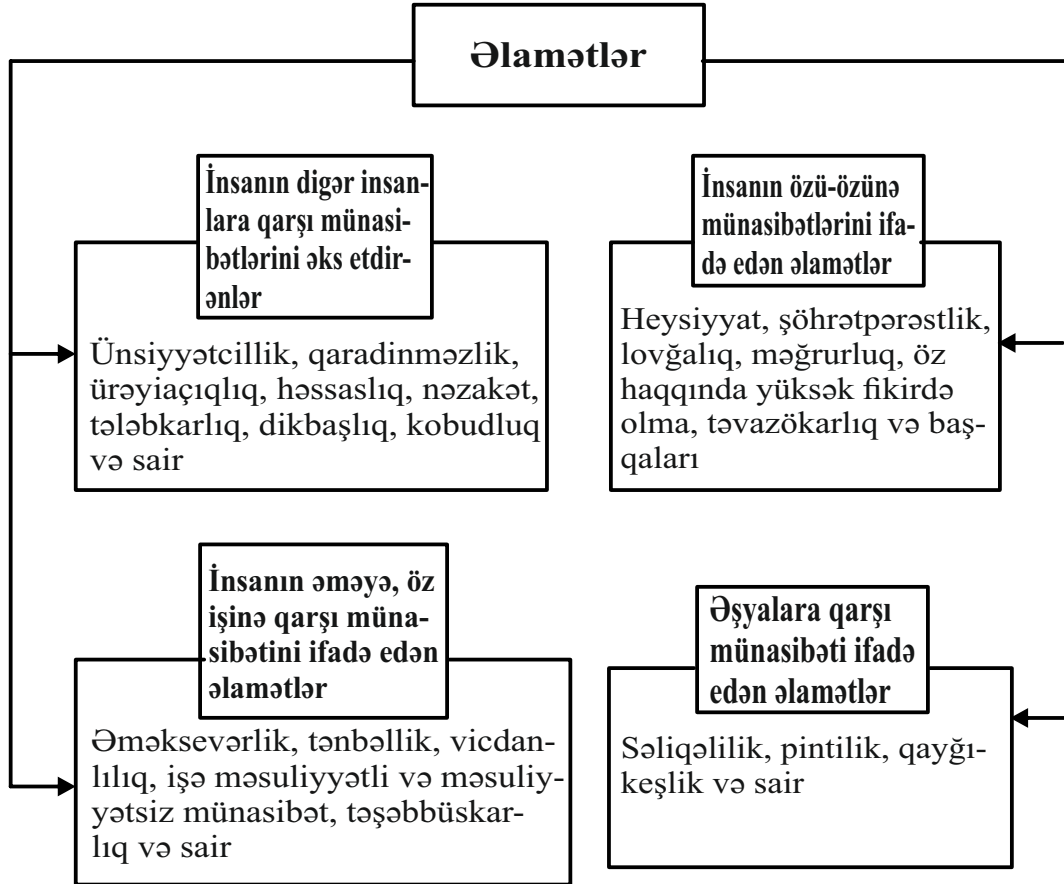 Əlamətlər
İnsanın digər insan-
lara qarşı münasi-
bətlərini əks etdir-
ənlər
Ünsiyyətcillik, qaradinməzlik,
ürəyiaçıqlıq, həssaslıq, nəzakət,
tələbkarlıq, dikbaşlıq, kobudluq
və sair
İnsanın özü-özünə
münasibətlərini ifa-
də edən əlamətlər
Heysiyyat, şöhrətpərəstlik,
lovğalıq, məğrurluq, öz
haqqında yüksək fikirdə
olma, təvazökarlıq və baş-
qaları
İnsanın əməyə, öz
işinə qarşı müna-
sibətini ifadə edən
əlamətlər
Əməksevərlik, tənbəllik, vicdan-
lılıq, işə məsuliyyətli və məsuliy-
yətsiz münasibət, təşəbbüskar-
lıq və sair
Əşyalara qarşı
münasibəti ifadə
edən əlamətlər
Səliqəlilik, pintilik, qayğı-
keşlik və sair